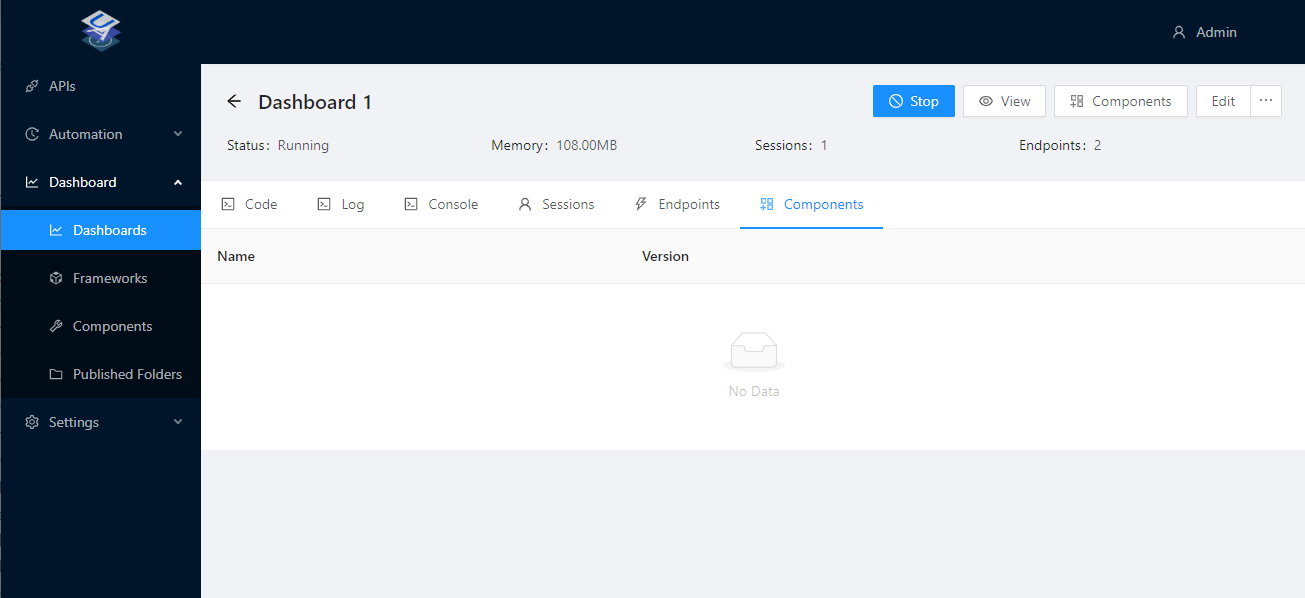 Admin
APIs
Automation
Dashboard
Dashboards
Frameworks
Components
Published Folders
Settings
Dashboard 1
Stop
View
Components
Edit
···
Status: Running
Memory: 108.00MB
Sessions: 1
Endpoints: 2
Code
Log
Console
Sessions
Endpoints
Components
Name
Version
No Data